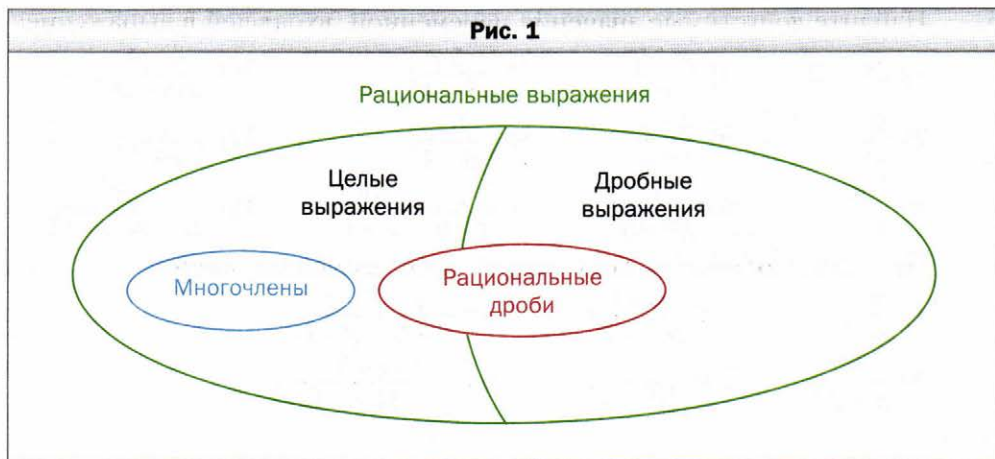 Рис. 1
Рациональные выражения
Целые
выражения
Дробные
выражения
Многочлены
Рациональные
дроби